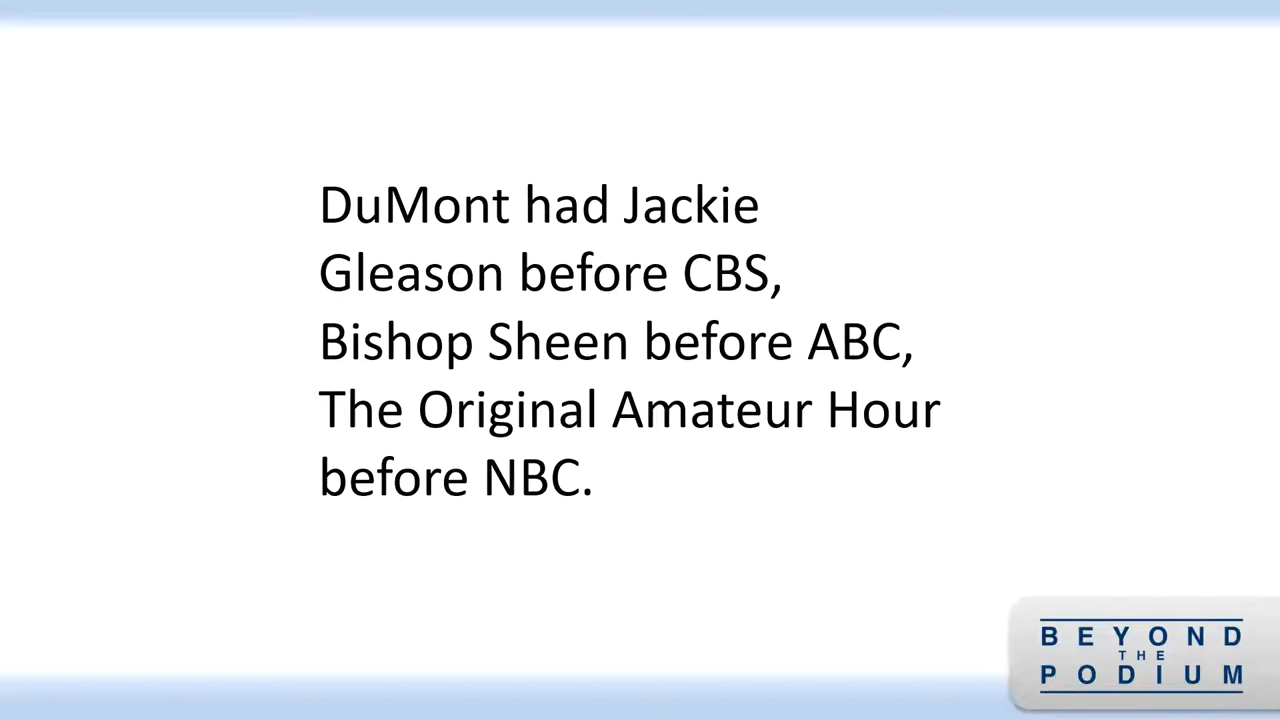 DuMont had Jackie
Gleason before CBS,
Bishop Sheen before ABC,
The Original Amateur Hour
before NBC.
BEYOND
THE
PODIUM